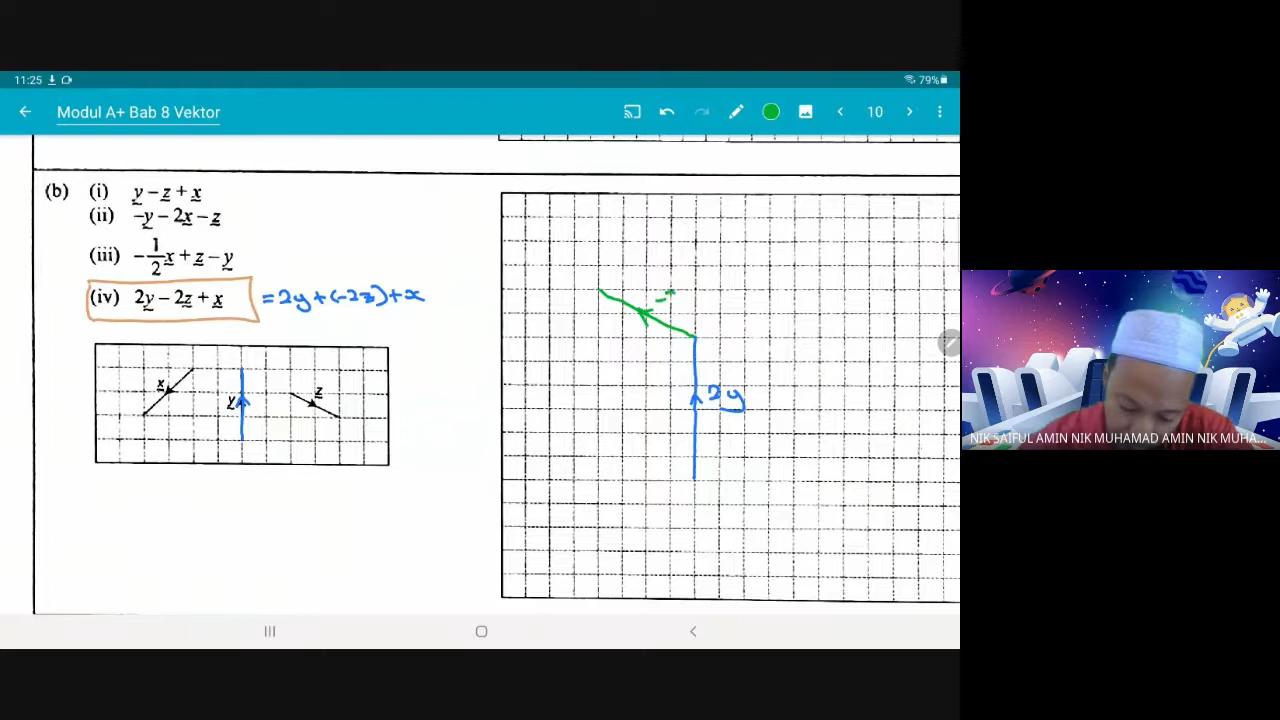 11:25
79%
Modul A+ Bab 8 Vektor
10
(b) (i) y – z + x
(ii) –y – 2x – z
(iii) –1/2x + z – y
(iv) 2y – 2z + x = 2y + (-2z) + x
x
y
z
2y
NIK SAIFUL AMIN NIK MUHAMAD AMIN NIK MUHA...